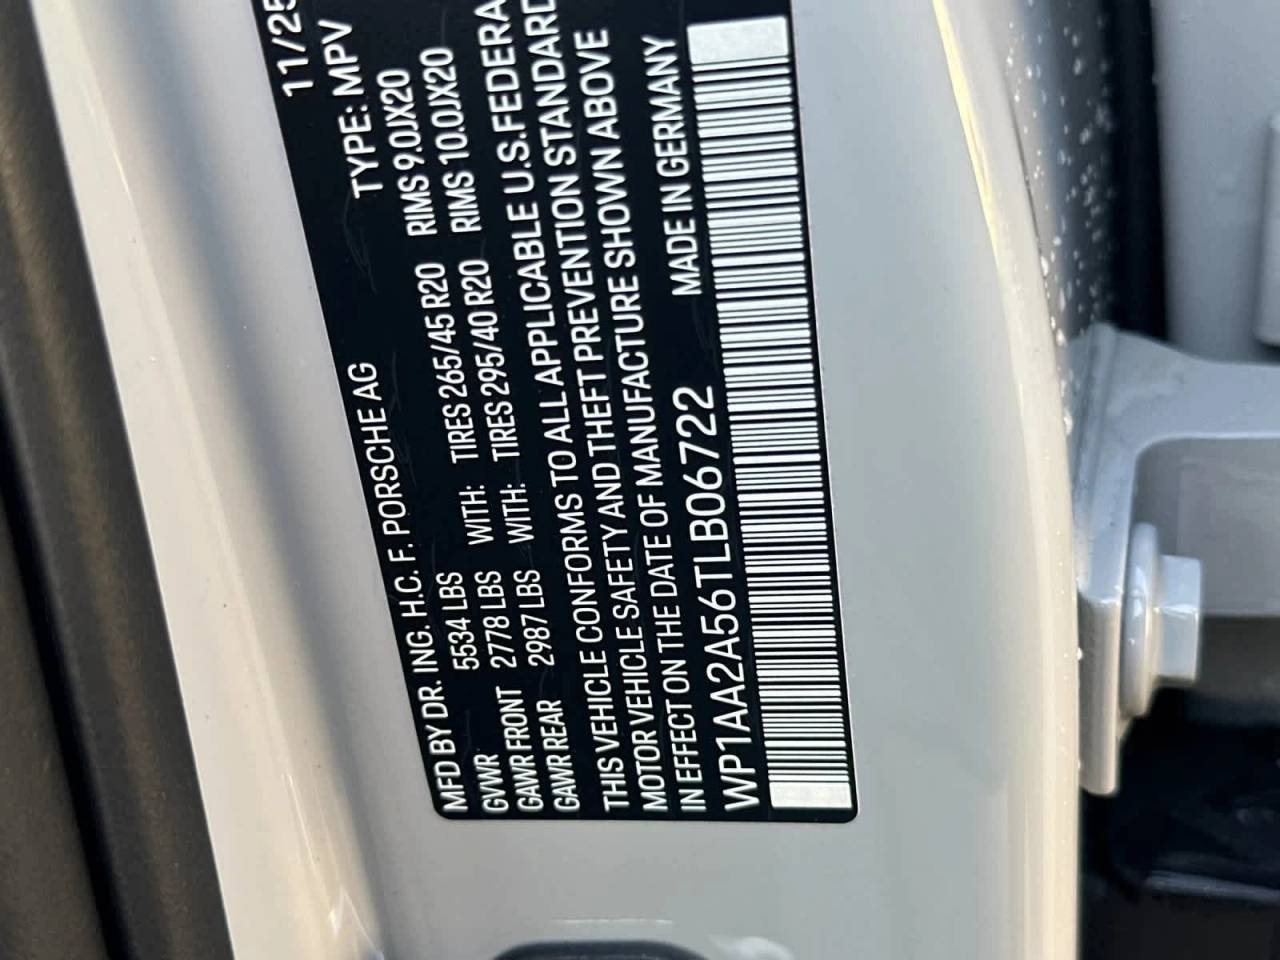 11/25
MFD BY DR. ING. H.C. F. PORSCHE AG TYPE: MPV
GVWR 5534 LBS
GAWR FRONT 2778 LBS WITH: TIRES 265/45 R20 RIMS 9.0JX20
GAWR REAR 2987 LBS WITH: TIRES 295/40 R20 RIMS 10.0JX20
THIS VEHICLE CONFORMS TO ALL APPLICABLE U.S.FEDERA
MOTOR VEHICLE SAFETY AND THEFT PREVENTION STANDARD
IN EFFECT ON THE DATE OF MANUFACTURE SHOWN ABOVE
WP1AA2A56TLB06722 MADE IN GERMANY